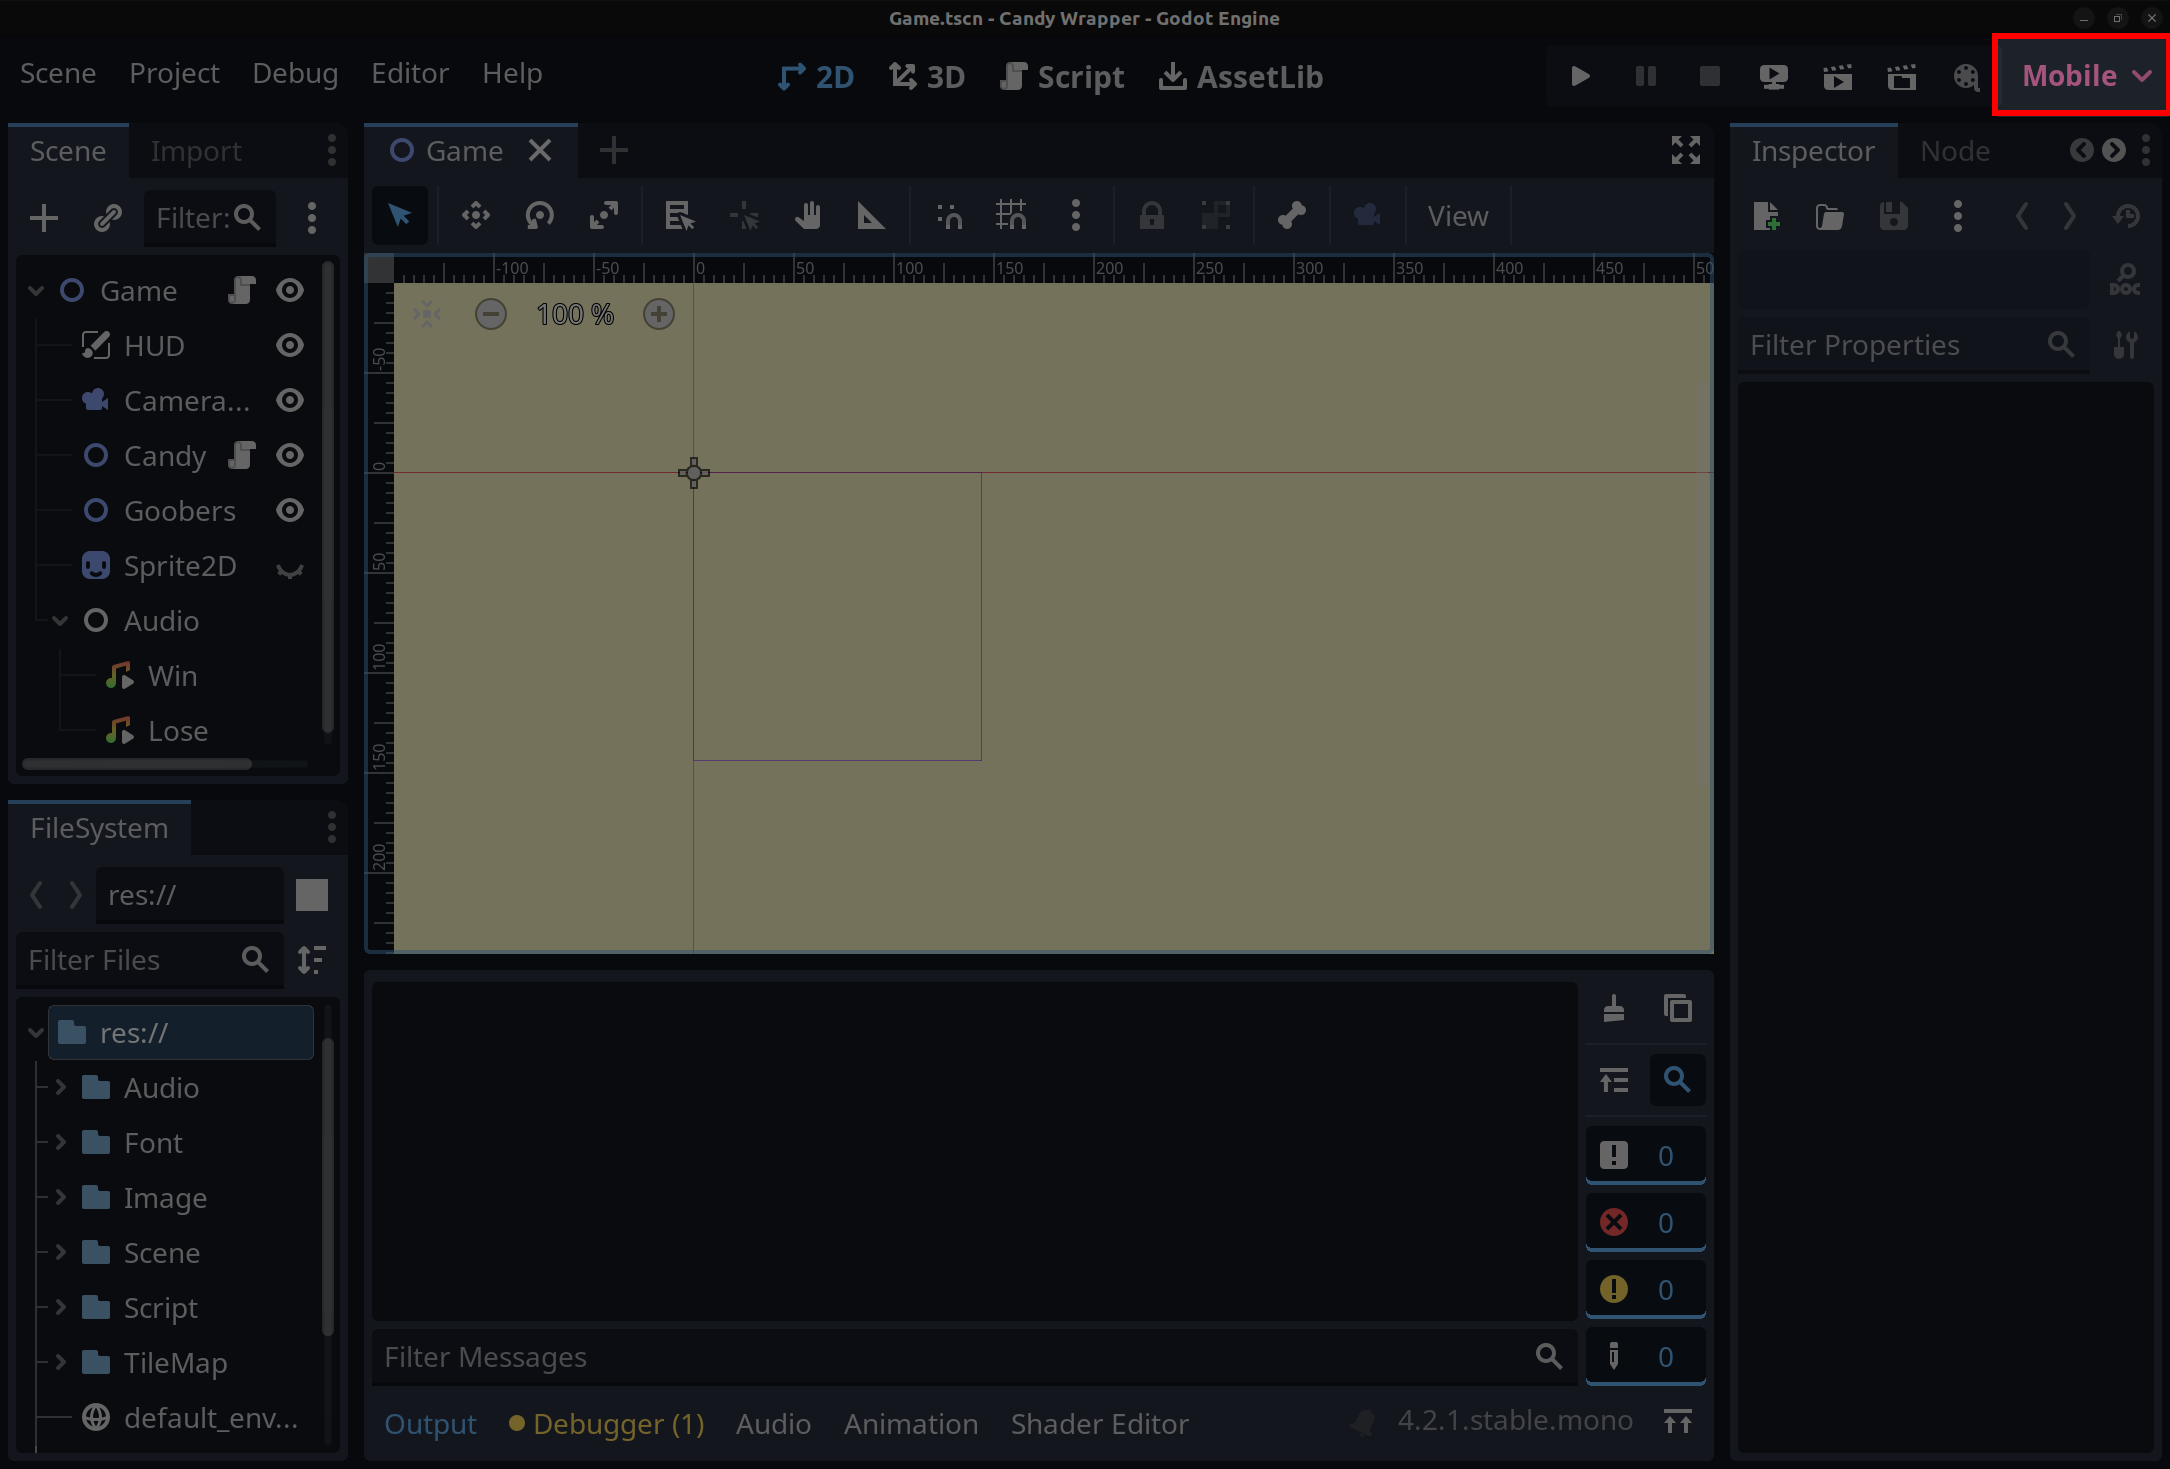 Game.tscn - Candy Wrapper - Godot Engine
Scene Project Debug Editor Help
2D 3D Script AssetLib
Mobile
Scene Import
Filter:
Game
HUD
Camera...
Candy
Goobers
Sprite2D
Audio
Win
Lose
FileSystem
res://
Filter Files
res://
Audio
Font
Image
Scene
Script
TileMap
default_env...
Game
View
-100 -50 0 50 100 150 200 250 300 350 400 450 50
-50
0
50
100
150
200
100 %
0
0
0
0
Filter Messages
Output Debugger (1) Audio Animation Shader Editor 4.2.1.stable.mono
Inspector Node
DOC
Filter Properties